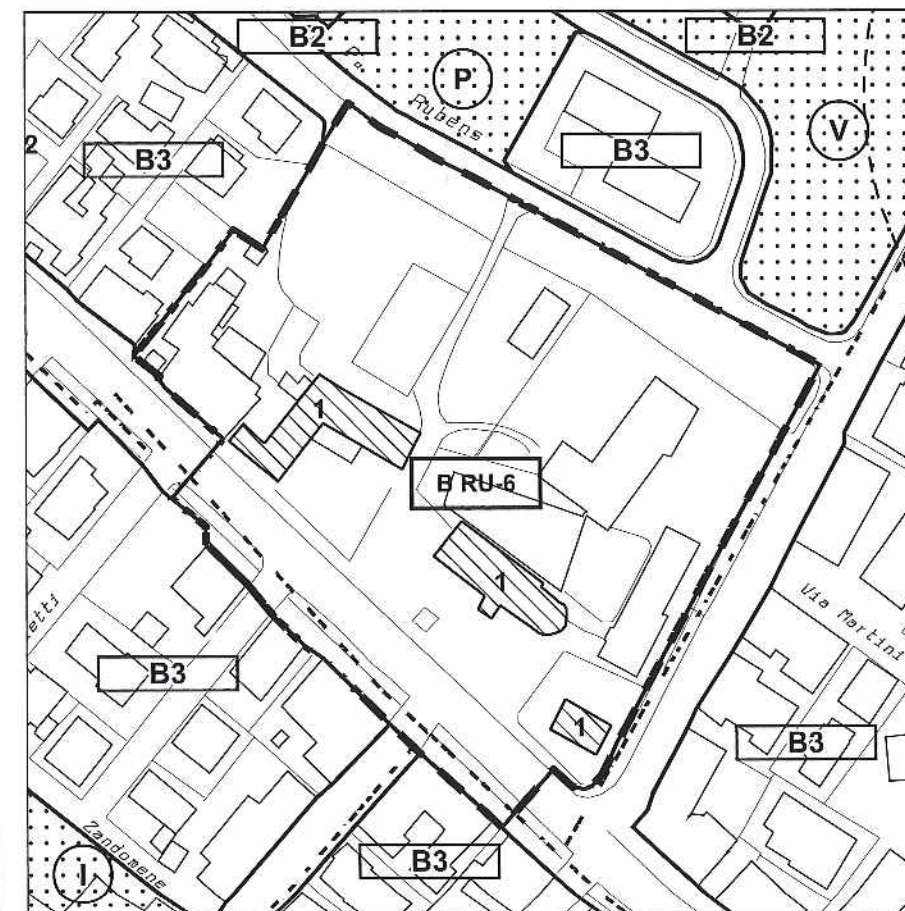 B2
B2
P.
P
Rubens
V
B3
2
B3
1
B RU-6
1
Via Martini
etti
B3
1
B3
Zandomene
B3
I